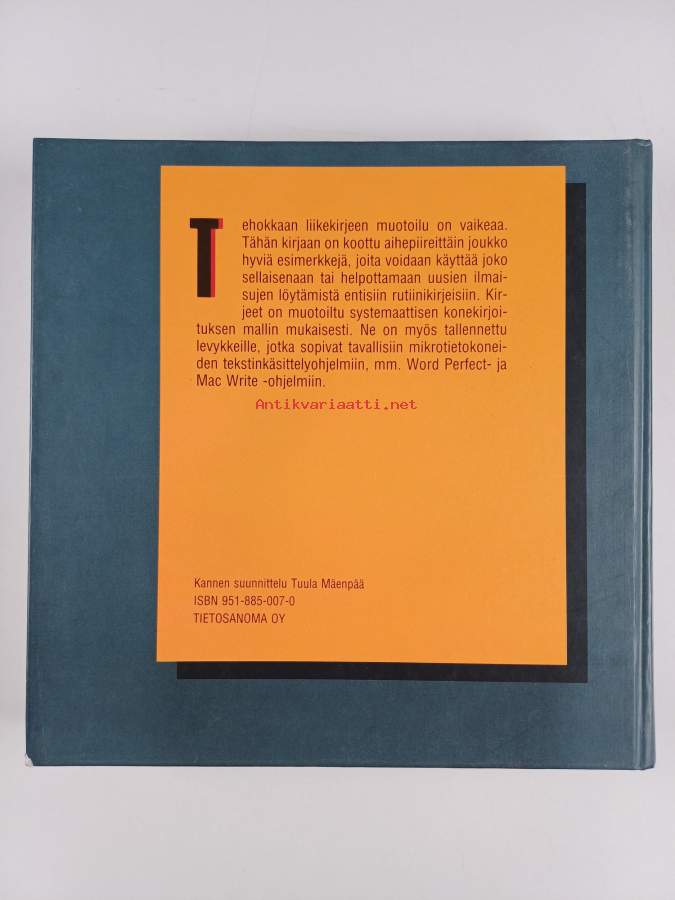 Tehokkaan liikekirjeen muotoilu on vaikeaa.
Tähän kirjaan on koottu aihepiireittäin joukko
hyviä esimerkkejä, joita voidaan käyttää joko
sellaisenaan tai helpottamaan uusien ilmai-
sujen löytämistä entisiin rutiinikirjeisiin. Kir-
jeet on muotoiltu systemaattisen konekirjoi-
tuksen mallin mukaisesti. Ne on myös tallennettu
levykkeille, jotka sopivat tavallisiin mikrotietokonei-
den tekstinkäsittelyohjelmiin, mm. Word Perfect- ja
Mac Write -ohjelmiin.
Antikvariaatti.net
Kannen suunnittelu Tuula Mäenpää
ISBN 951-885-007-0
TIETOSANOMA OY